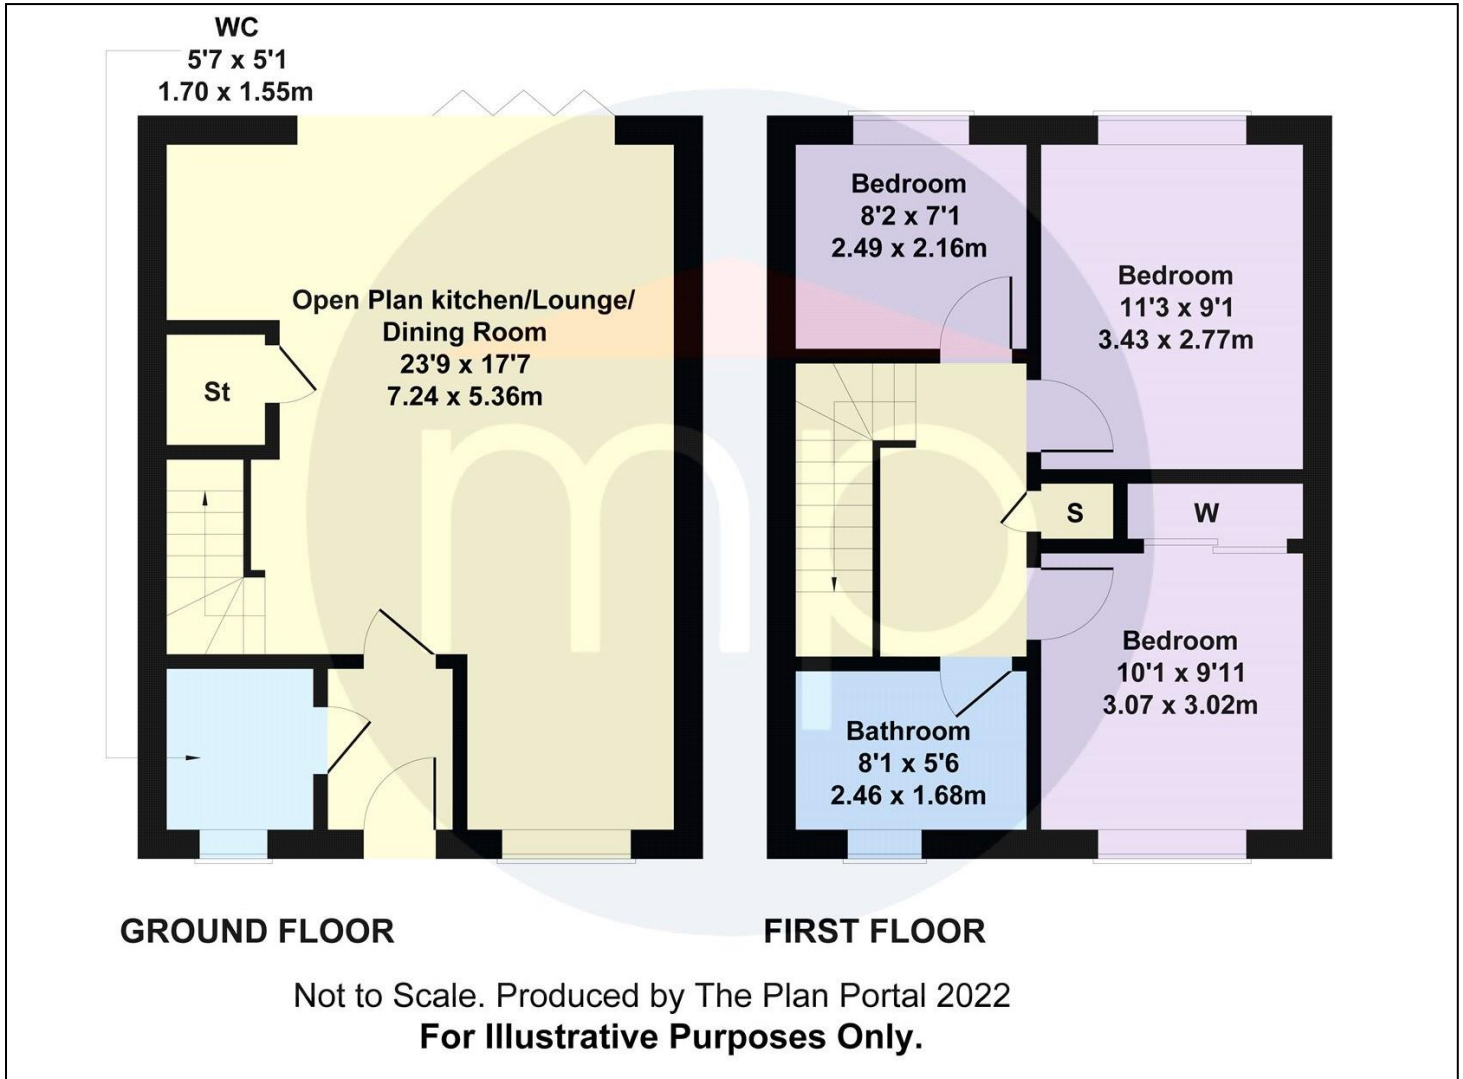 WC
5'7 x 5'1
1.70 x 1.55m
Open Plan kitchen/Lounge/
Dining Room
23'9 x 17'7
7.24 x 5.36m
St
Bedroom
8'2 x 7'1
2.49 x 2.16m
Bedroom
11'3 x 9'1
3.43 x 2.77m
S
W
Bedroom
10'1 x 9'11
3.07 x 3.02m
Bathroom
8'1 x 5'6
2.46 x 1.68m
mp
GROUND FLOOR
FIRST FLOOR
Not to Scale. Produced by The Plan Portal 2022
For Illustrative Purposes Only.